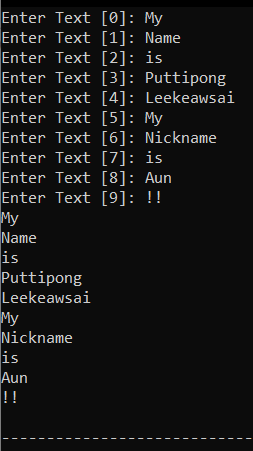 Enter Text [0]: My
Enter Text [1]: Name
Enter Text [2]: is
Enter Text [3]: Puttipong
Enter Text [4]: Leekeawsai
Enter Text [5]: My
Enter Text [6]: Nickname
Enter Text [7]: is
Enter Text [8]: Aun
Enter Text [9]: !!
My
Name
is
Puttipong
Leekeawsai
My
Nickname
is
Aun
!!
----------------------------